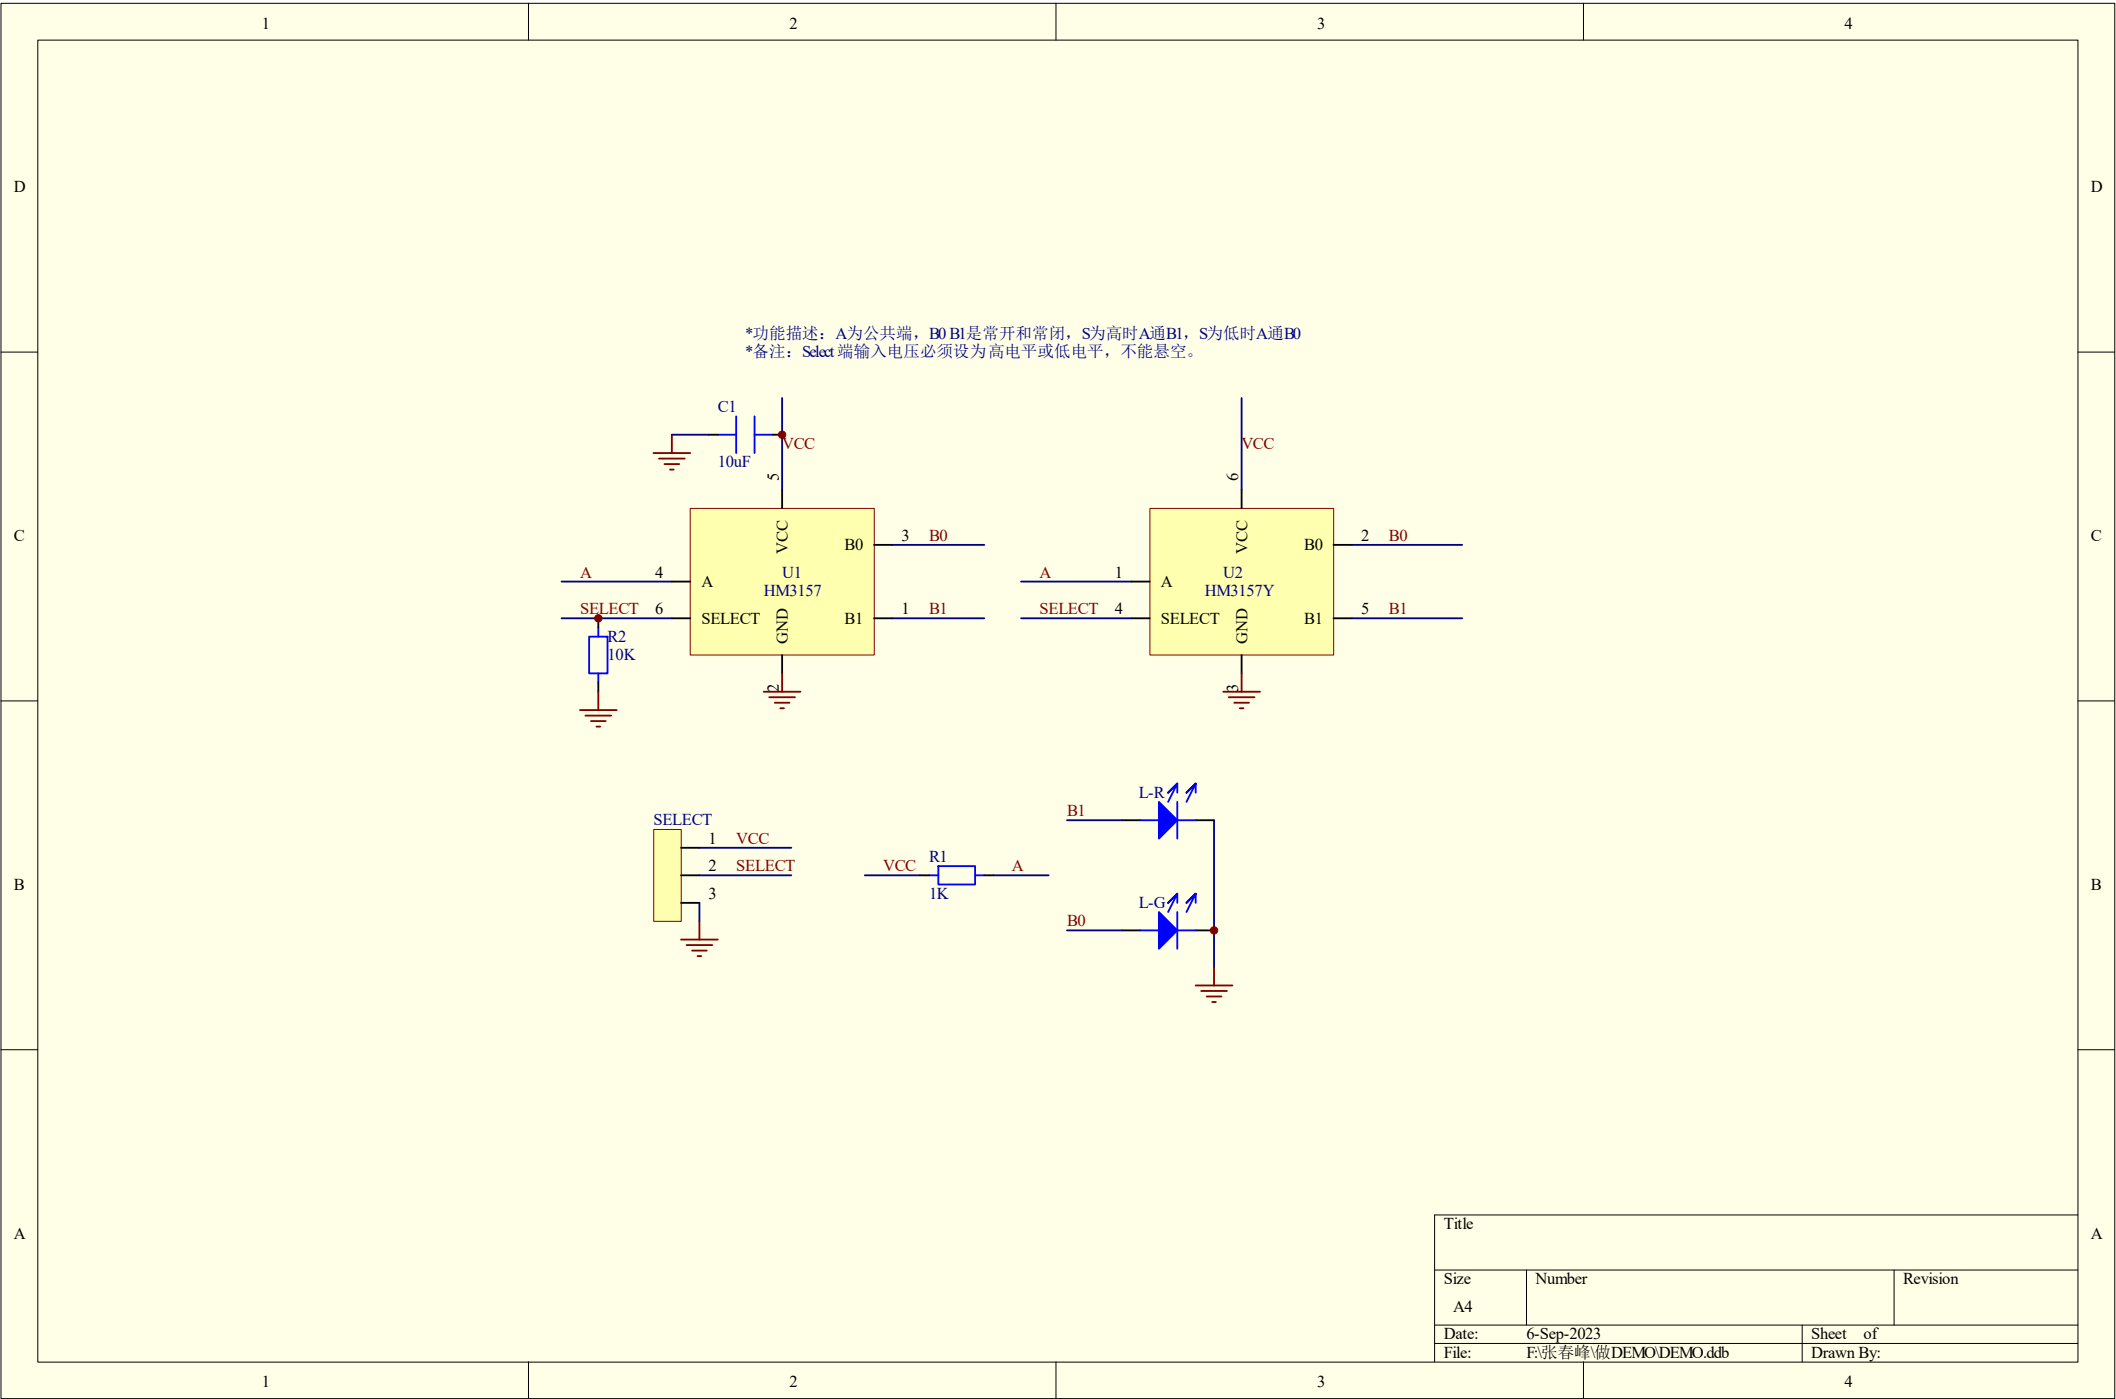 1 2 3 4
D D
*功能描述：A为公共端，B0 B1是常开和常闭，S为高时A通B1，S为低时A通B0
*备注：Select 端输入电压必须设为高电平或低电平，不能悬空。
C1
VCC VCC
10uF
5 6
C C
VCC B0 3 B0 VCC B0 2 B0
A 4 A U1 A 1 A U2
HM3157 HM3157Y
SELECT 6 SELECT GND B1 1 B1 SELECT 4 SELECT GND B1 5 B1
R2
10K
2 3
L-R
B1
SELECT
1 VCC
2 SELECT VCC R1 A
3 1K
B B
L-G
B0
A A
Title
Size Number Revision
A4
Date: 6-Sep-2023 Sheet of
File: F:\张春峰\做DEMO\DEMO.ddb Drawn By:
1 2 3 4